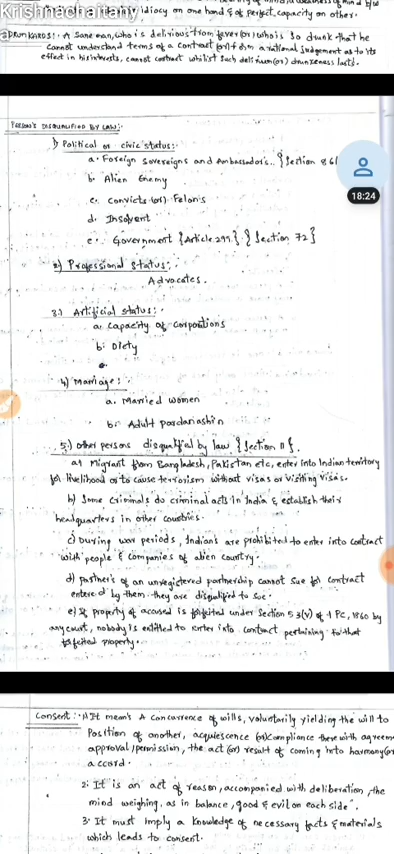 Krishnachaitany
idiocy on one hand & of perfect capacity on other.
DRUNKARDS: A sane man, who is delirious from fever (or) who is so drunk that he
cannot understand terms of a contract (or) form a rational judgement as to its
effect in his interests, cannot contract whilst such delirium (or) drunkeness lasts.
PERSON'S DISQUALIFIED BY LAW:
1) Political or civic status:
a. Foreign Sovereigns and Ambassadors. {Section 86
b. Alien Enemy
c. Convicts (or) Felons
18:24
d. Insolvent
e. Government {Article 299} {Section 72}
2) Professional status:
Advocates.
3) Artificial status:
a. Capacity of corportions
b. Diety
4) Marriage:
a. Married women
b. Adult pardanashin
5.) Other persons disqualified by law {Section 11}.
a) Migrant from Bangladesh, Pakistan etc, enter into Indian territory
for livelihood or to cause terrorism without visas or visiting visas.
b) Some Criminals do criminal acts in India & establish their
headquarters in other countries.
c) During war periods, Indian's are prohibited to enter into contract
with people & companies of alien country.
d) Partner's of an unregistered partnership cannot sue for contract
entered by them. they are disqualified to sue.
e) If property of accused is forfeited under Section 53(V) of IPC, 1860 by
any court, nobody is entitled to enter into contract pertaining to that
forfeited property.
Consent: 1) It mean's A concurrence of wills, voluntarily yielding the will to
Position of another, acquiescence (or) compliance there with agreem
approval/permission, the act (or) result of coming into harmony (or
accord.
2: It is an act of reason, accompanied with deliberation, the
mind weighing, as in balance, good & evil on each side".
3. It must imply a knowledge of necessary facts & materials
which leads to consent.